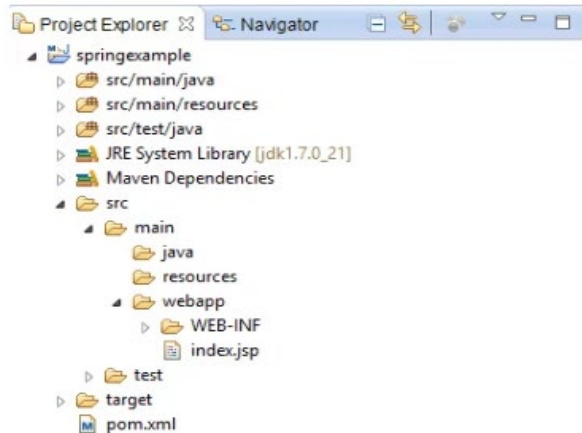 Project Explorer Navigator
springexample
src/main/java
src/main/resources
src/test/java
JRE System Library [jdk1.7.0_21]
Maven Dependencies
src
main
java
resources
webapp
WEB-INF
index.jsp
test
target
pom.xml